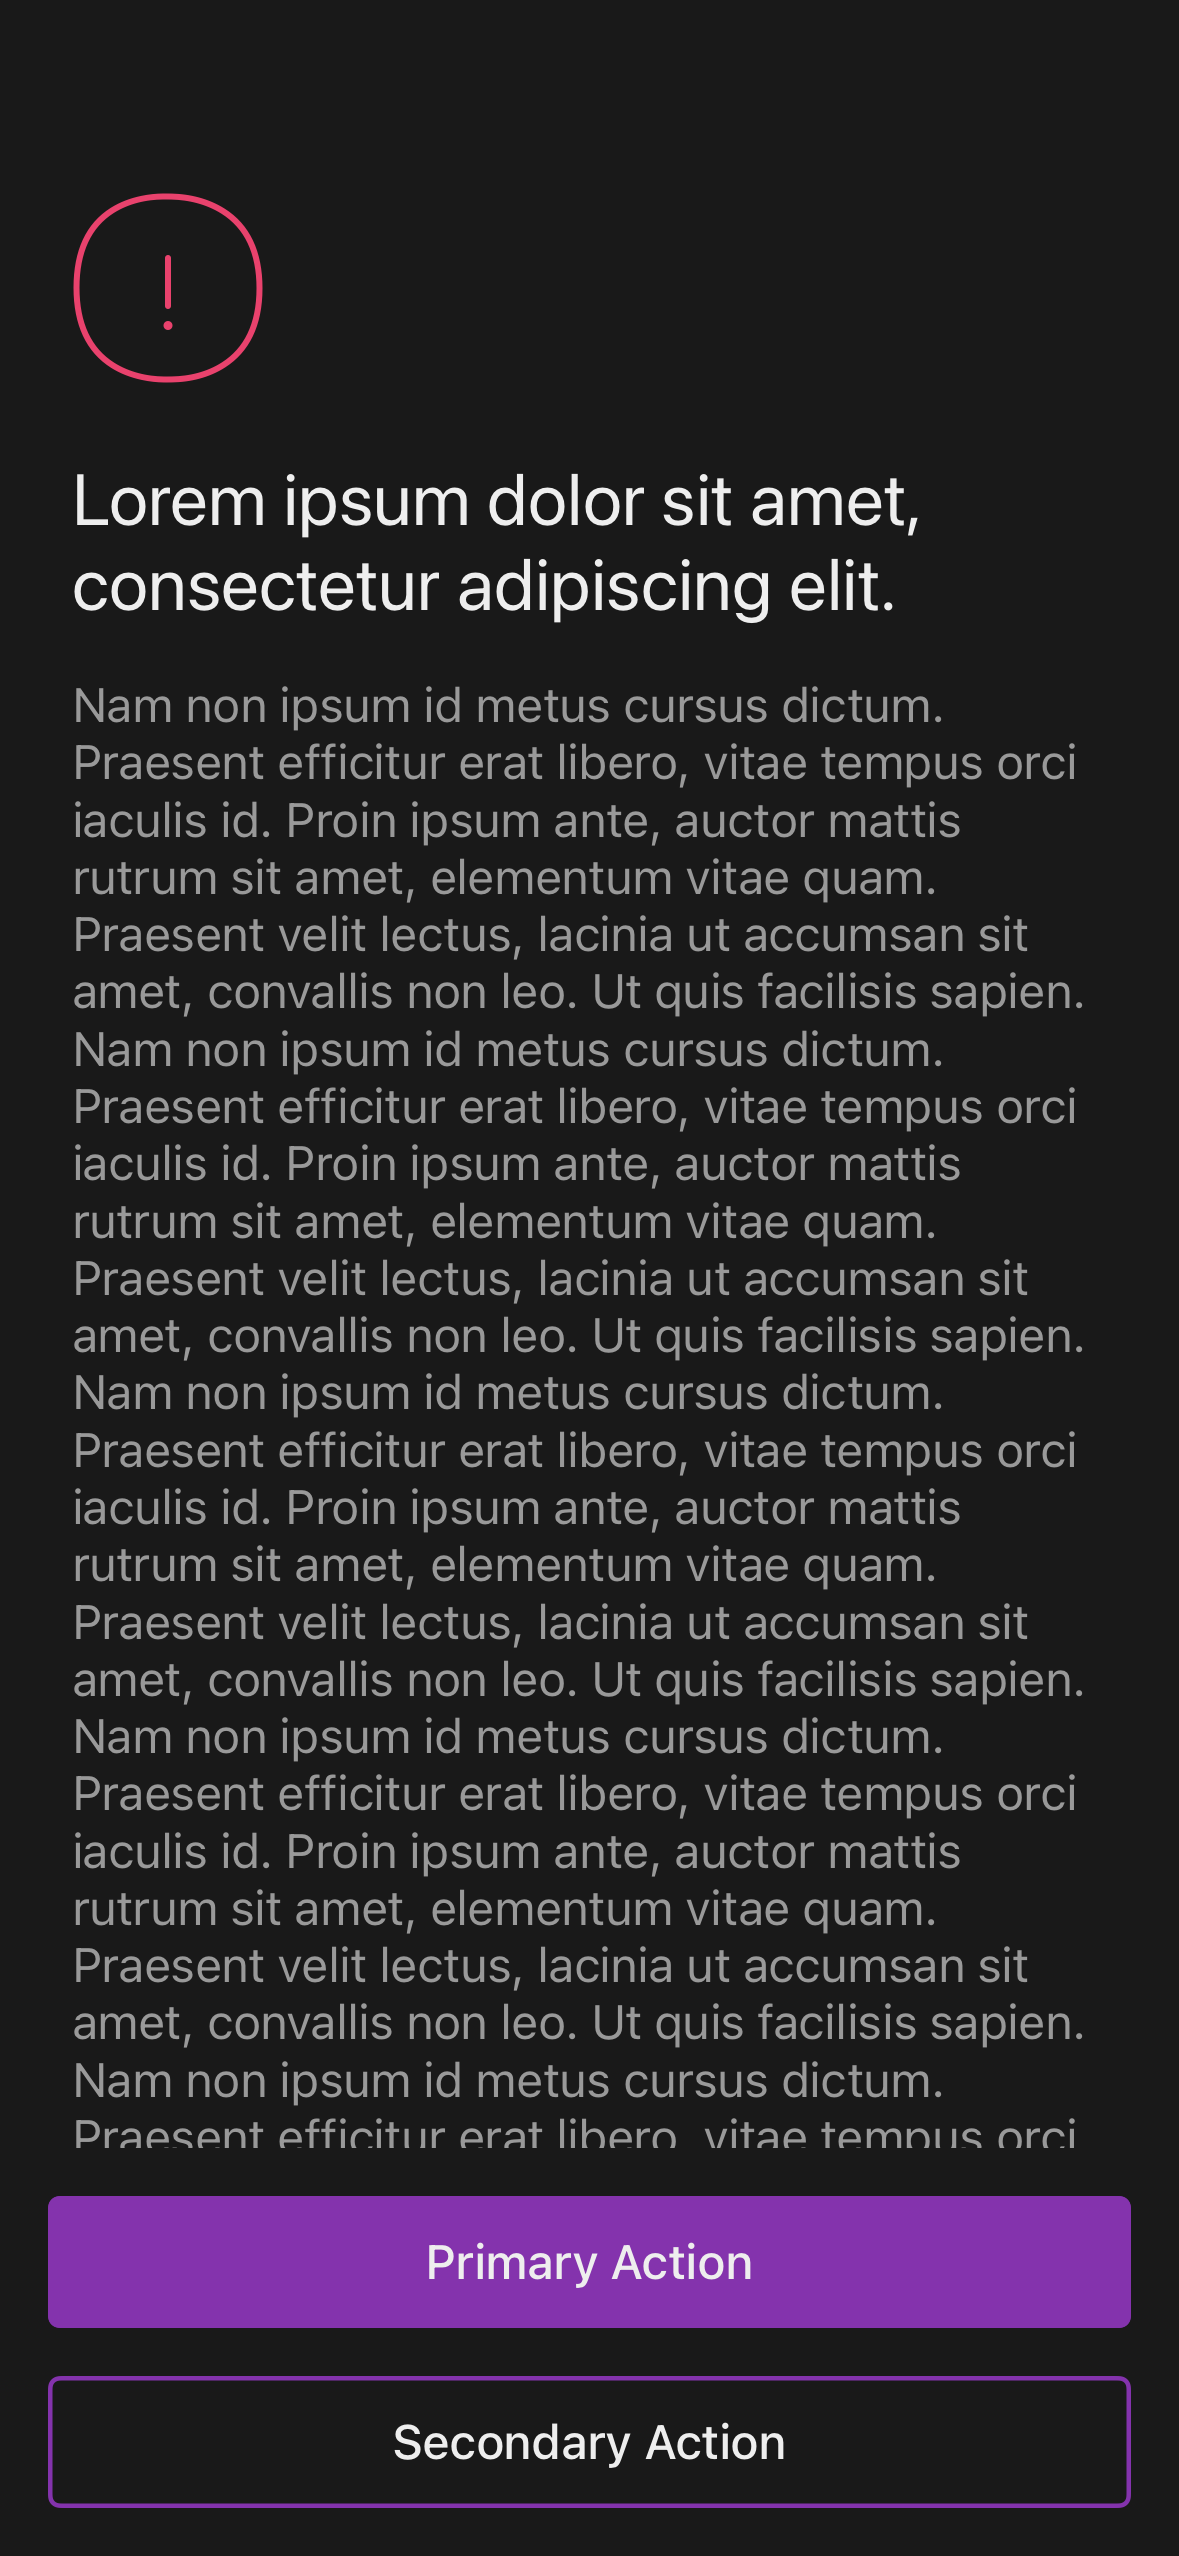 Lorem ipsum dolor sit amet,
consectetur adipiscing elit.
Nam non ipsum id metus cursus dictum.
Praesent efficitur erat libero, vitae tempus orci
iaculis id. Proin ipsum ante, auctor mattis
rutrum sit amet, elementum vitae quam.
Praesent velit lectus, lacinia ut accumsan sit
amet, convallis non leo. Ut quis facilisis sapien.
Nam non ipsum id metus cursus dictum.
Praesent efficitur erat libero, vitae tempus orci
iaculis id. Proin ipsum ante, auctor mattis
rutrum sit amet, elementum vitae quam.
Praesent velit lectus, lacinia ut accumsan sit
amet, convallis non leo. Ut quis facilisis sapien.
Nam non ipsum id metus cursus dictum.
Praesent efficitur erat libero, vitae tempus orci
iaculis id. Proin ipsum ante, auctor mattis
rutrum sit amet, elementum vitae quam.
Praesent velit lectus, lacinia ut accumsan sit
amet, convallis non leo. Ut quis facilisis sapien.
Nam non ipsum id metus cursus dictum.
Praesent efficitur erat libero, vitae tempus orci
iaculis id. Proin ipsum ante, auctor mattis
rutrum sit amet, elementum vitae quam.
Praesent velit lectus, lacinia ut accumsan sit
amet, convallis non leo. Ut quis facilisis sapien.
Nam non ipsum id metus cursus dictum.
Praesent efficitur erat libero, vitae tempus orci
Primary Action
Secondary Action